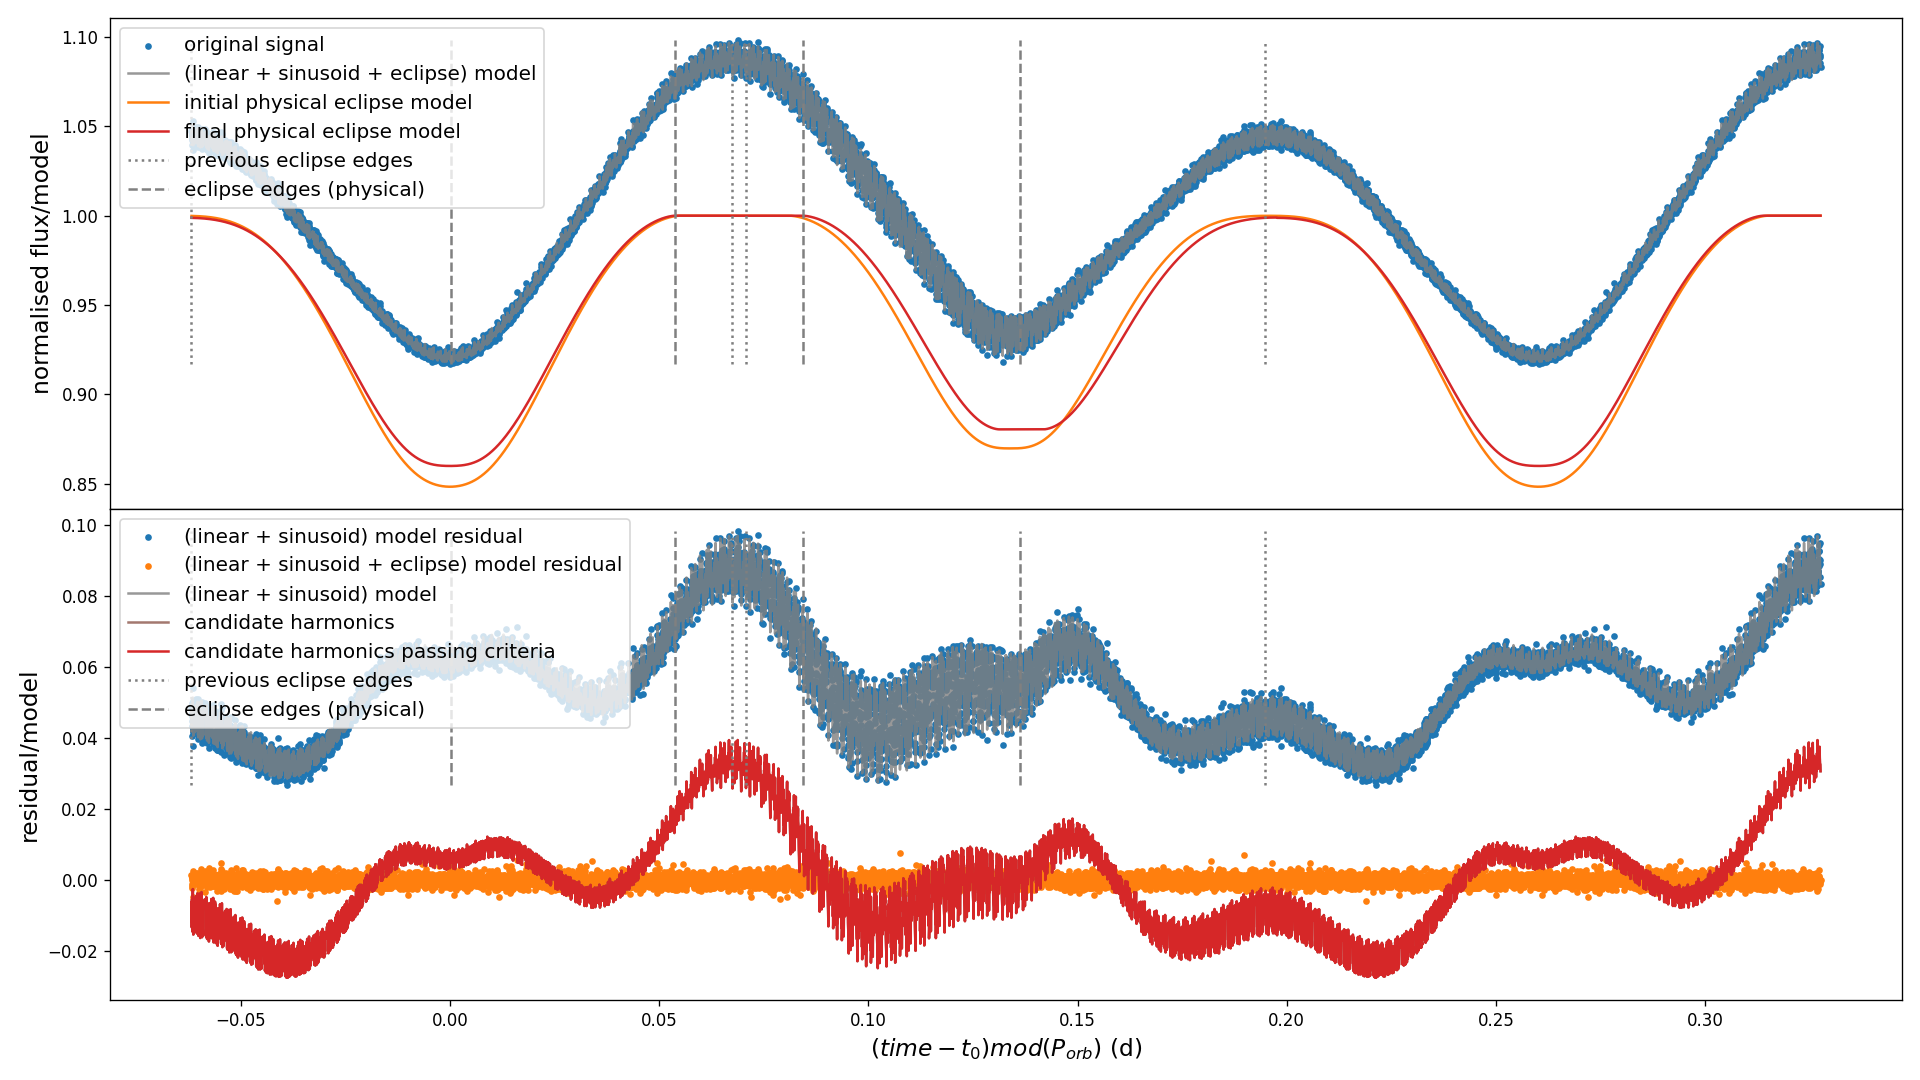 1.10
1.05
1.00
0.95
0.90
0.85
normalised flux/model
original signal
(linear + sinusoid + eclipse) model
initial physical eclipse model
final physical eclipse model
previous eclipse edges
eclipse edges (physical)
0.10
0.08
0.06
0.04
0.02
0.00
−0.02
residual/model
(linear + sinusoid) model residual
(linear + sinusoid + eclipse) model residual
(linear + sinusoid) model
candidate harmonics
candidate harmonics passing criteria
previous eclipse edges
eclipse edges (physical)
−0.05 0.00 0.05 0.10 0.15 0.20 0.25 0.30
(time − t₀)mod(Pₒᵣb) (d)